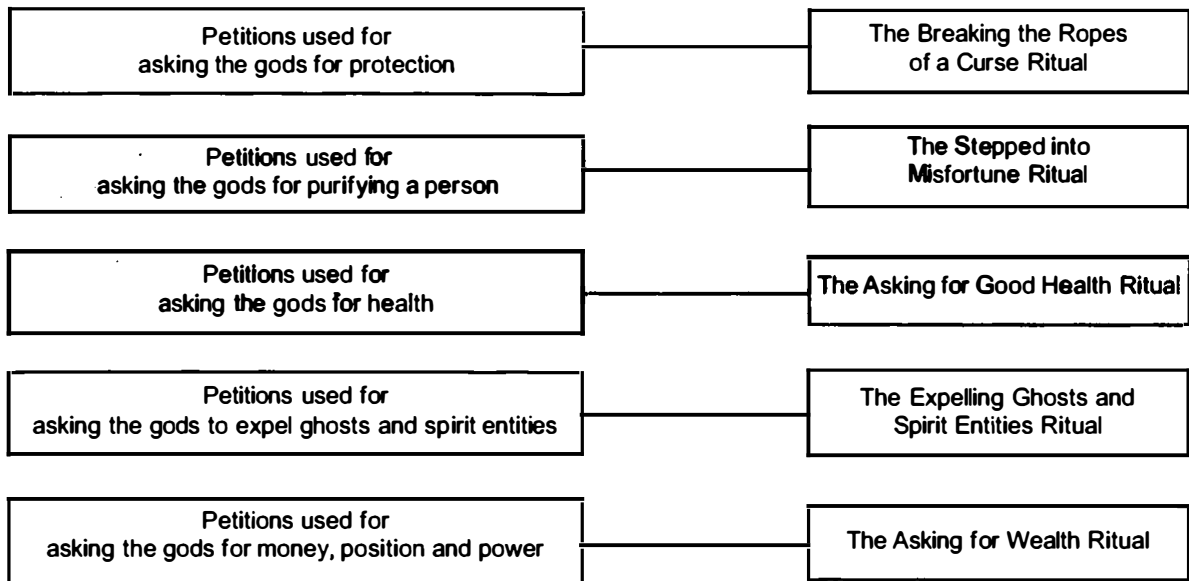 Petitions used for
asking the gods for protection
The Breaking the Ropes
of a Curse Ritual
Petitions used for
asking the gods for purifying a person
The Stepped into
Misfortune Ritual
Petitions used for
asking the gods for health
The Asking for Good Health Ritual
Petitions used for
asking the gods to expel ghosts and spirit entities
The Expelling Ghosts and
Spirit Entities Ritual
Petitions used for
asking the gods for money, position and power
The Asking for Wealth Ritual